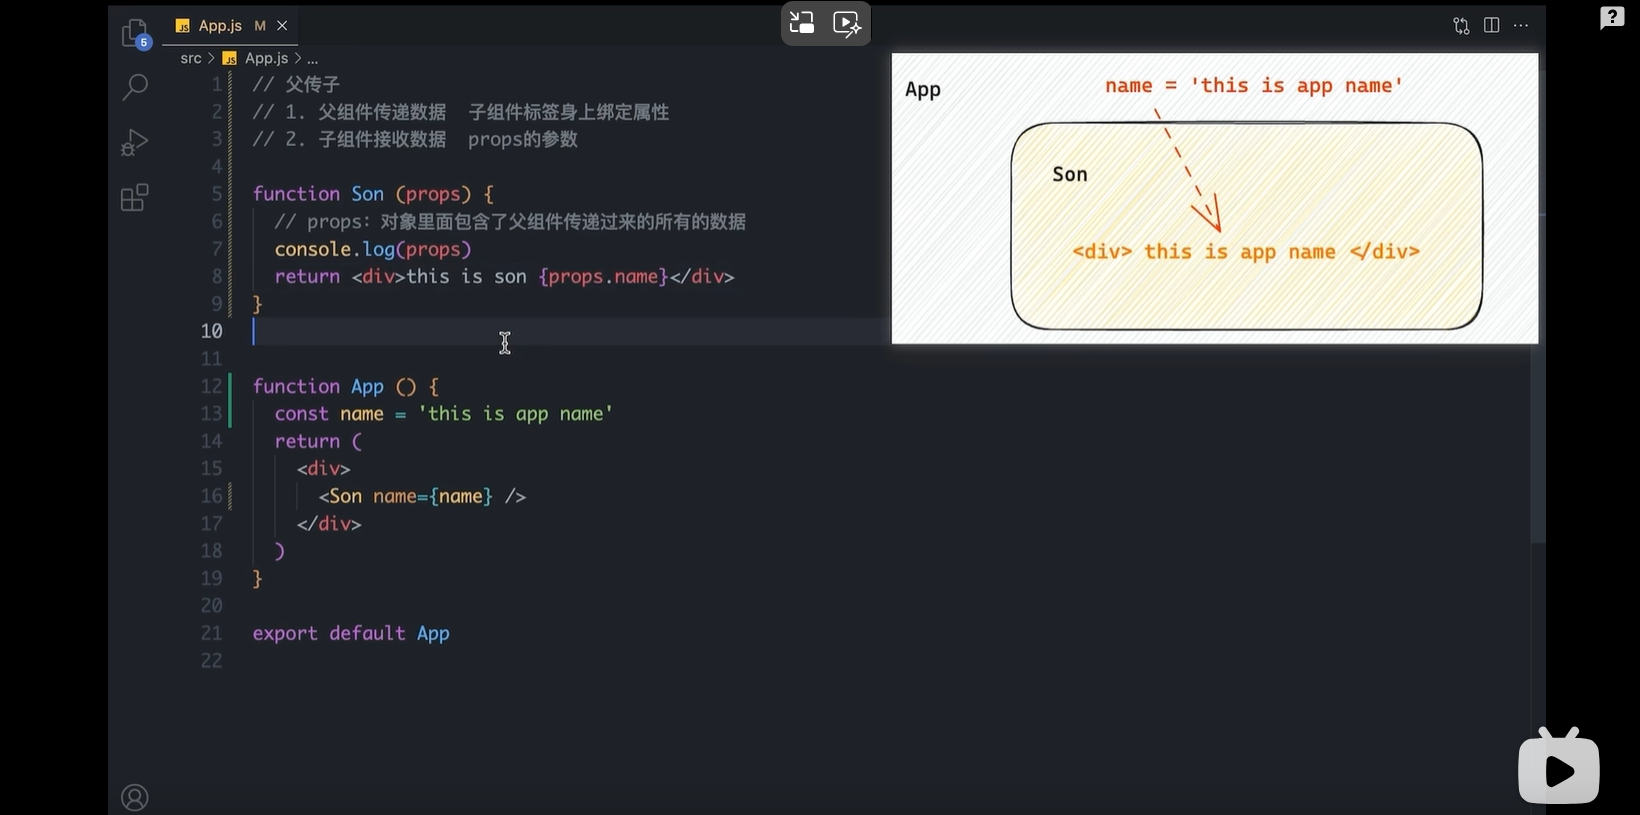 App.js M
5
src > App.js > ...
1 // 父传子
2 // 1. 父组件传递数据 子组件标签身上绑定属性
3 // 2. 子组件接收数据 props的参数
4
5 function Son (props) {
6 // props: 对象里面包含了父组件传递过来的所有的数据
7 console.log(props)
8 return <div>this is son {props.name}</div>
9 }
10
11
12 function App () {
13 const name = 'this is app name'
14 return (
15 <div>
16 <Son name={name} />
17 </div>
18 )
19 }
20
21 export default App
22
App
name = 'this is app name'
Son
<div> this is app name </div>